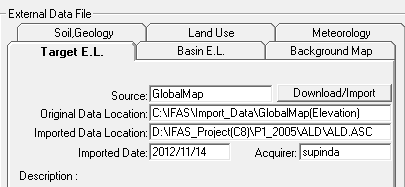 External Data File
Soil,Geology Land Use Meteorology
Target E.L. Basin E.L. Background Map
Source: GlobalMap Download/Import
Original Data Location: C:\IFAS\Import_Data\GlobalMap(Elevation)
Imported Data Location: D:\IFAS_Project(C8)\P1_2005\ALD\ALD.ASC
Imported Date: 2012/11/14 Acquirer: supinda
Description :